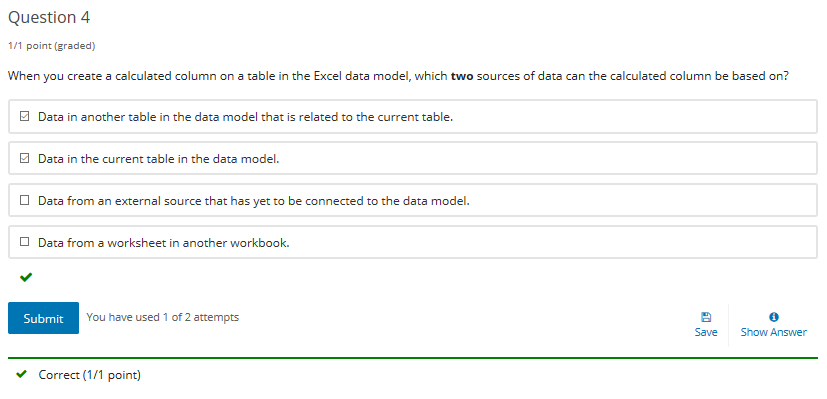 Question 4
1/1 point (graded)
When you create a calculated column on a table in the Excel data model, which two sources of data can the calculated column be based on?
Data in another table in the data model that is related to the current table.
Data in the current table in the data model.
Data from an external source that has yet to be connected to the data model.
Data from a worksheet in another workbook.
Submit You have used 1 of 2 attempts
Save Show Answer
Correct (1/1 point)